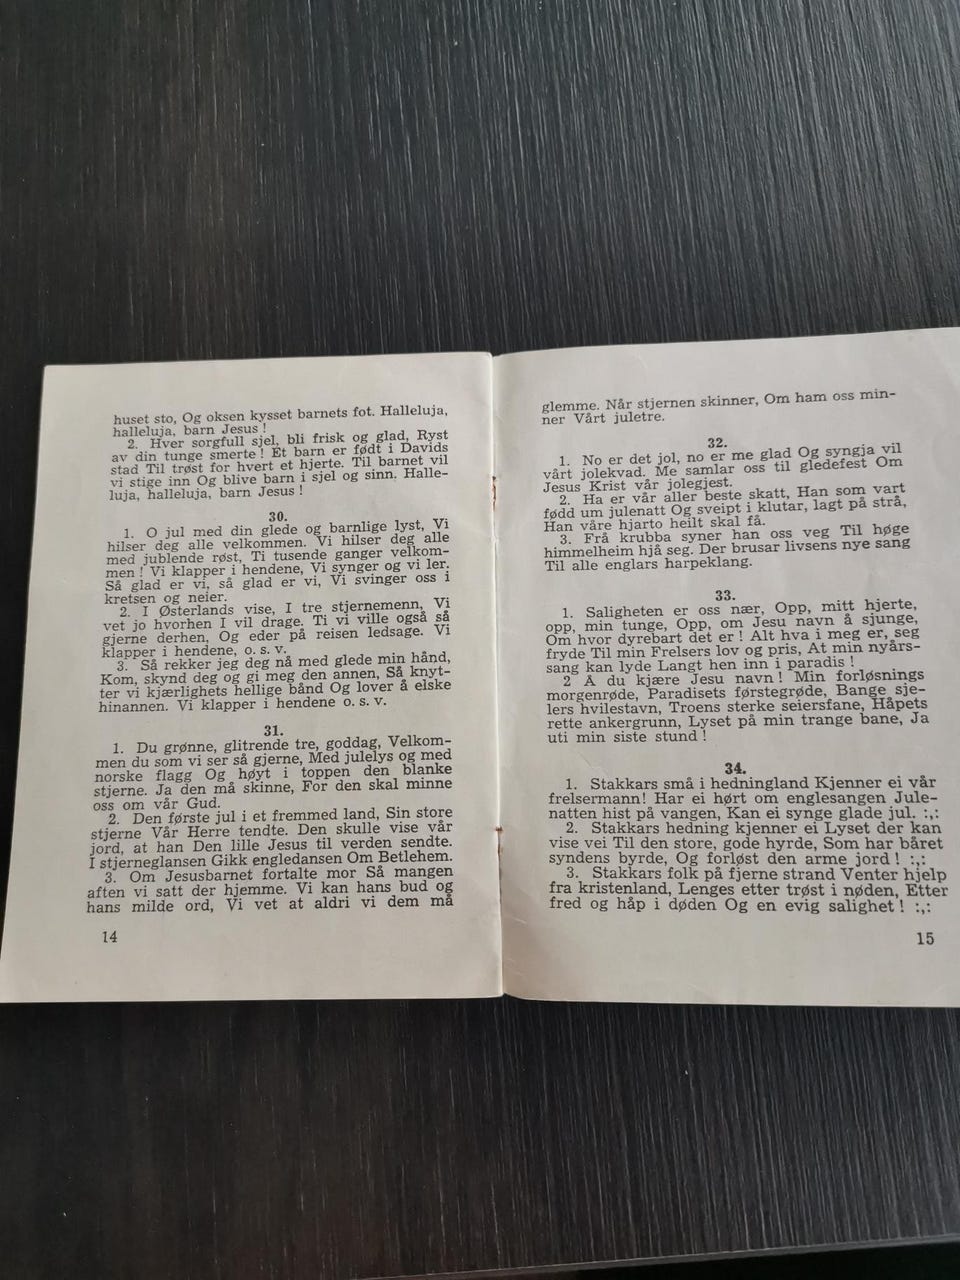 huset sto, Og oksen kysset barnets fot. Halleluja,
halleluja, barn Jesus !
2. Hver sorgfull sjel, bli frisk og glad, Ryst
av din tunge smerte ! Et barn er født i Davids
stad Til trøst for hvert et hjerte. Til barnet vil
vi stige inn Og blive barn i sjel og sinn. Halle-
luja, halleluja, barn Jesus !
30.
1. O jul med din glede og barnlige lyst, Vi
hilser deg alle velkommen. Vi hilser deg alle
med jublende røst, Ti tusende ganger velkom-
men ! Vi klapper i hendene, Vi synger og vi ler.
Så glad er vi, så glad er vi, Vi svinger oss i
kretsen og neier.
2. I Østerlands vise, I tre stjernemenn, Vi
vet jo hvorhen I vil drage. Ti vi ville også så
gjerne derhen, Og eder på reisen ledsage. Vi
klapper i hendene, o. s. v.
3. Så rekker jeg deg nå med glede min hånd,
Kom, skynd deg og gi meg den annen, Så knyt-
ter vi kjærlighets hellige bånd Og lover å elske
hinannen. Vi klapper i hendene o. s. v.
31.
1. Du grønne, glitrende tre, goddag, Velkom-
men du som vi ser så gjerne, Med julelys og med
norske flagg Og høyt i toppen den blanke
stjerne. Ja den må skinne, For den skal minne
oss om vår Gud.
2. Den første jul i et fremmed land, Sin store
stjerne Vår Herre tendte. Den skulle vise vår
jord, at han Den lille Jesus til verden sendte.
I stjerneglansen Gikk engledansen Om Betlehem.
3. Om Jesusbarnet fortalte mor Så mangen
aften vi satt der hjemme. Vi kan hans bud og
hans milde ord, Vi vet at aldri vi dem må
14
glemme. Når stjernen skinner, Om ham oss min-
ner Vårt juletre.
32.
1. No er det jol, no er me glad Og syngja vil
vårt jolekvad. Me samlar oss til gledefest Om
Jesus Krist vår jolegjest.
2. Ha er vår aller beste skatt, Han som vart
fødd um julenatt Og sveipt i klutar, lagt på strå,
Han våre hjarto heilt skal få.
3. Frå krubba syner han oss veg Til høge
himmelheim hjå seg. Der brusar livsens nye sang
Til alle englars harpeklang.
33.
1. Saligheten er oss nær, Opp, mitt hjerte,
opp, min tunge, Opp, om Jesu navn å sjunge,
Om hvor dyrebart det er ! Alt hva i meg er, seg
fryde Til min Frelsers lov og pris, At min nyårs-
sang kan lyde Langt hen inn i paradis !
2 Å du kjære Jesu navn ! Min forløsnings
morgenrøde, Paradisets førstegrøde, Bange sje-
lers hvilestavn, Troens sterke seiersfane, Håpets
rette ankergrunn, Lyset på min trange bane, Ja
uti min siste stund !
34.
1. Stakkars små i hedningland Kjenner ei vår
frelsermann! Har ei hørt om englesangen Jule-
natten hist på vangen, Kan ei synge glade jul. :,:
2. Stakkars hedning kjenner ei Lyset der kan
vise vei Til den store, gode hyrde, Som har båret
syndens byrde, Og forløst den arme jord ! :,:
3. Stakkars folk på fjerne strand Venter hjelp
fra kristenland, Lenges etter trøst i nøden, Etter
fred og håp i døden Og en evig salighet ! :,:
15